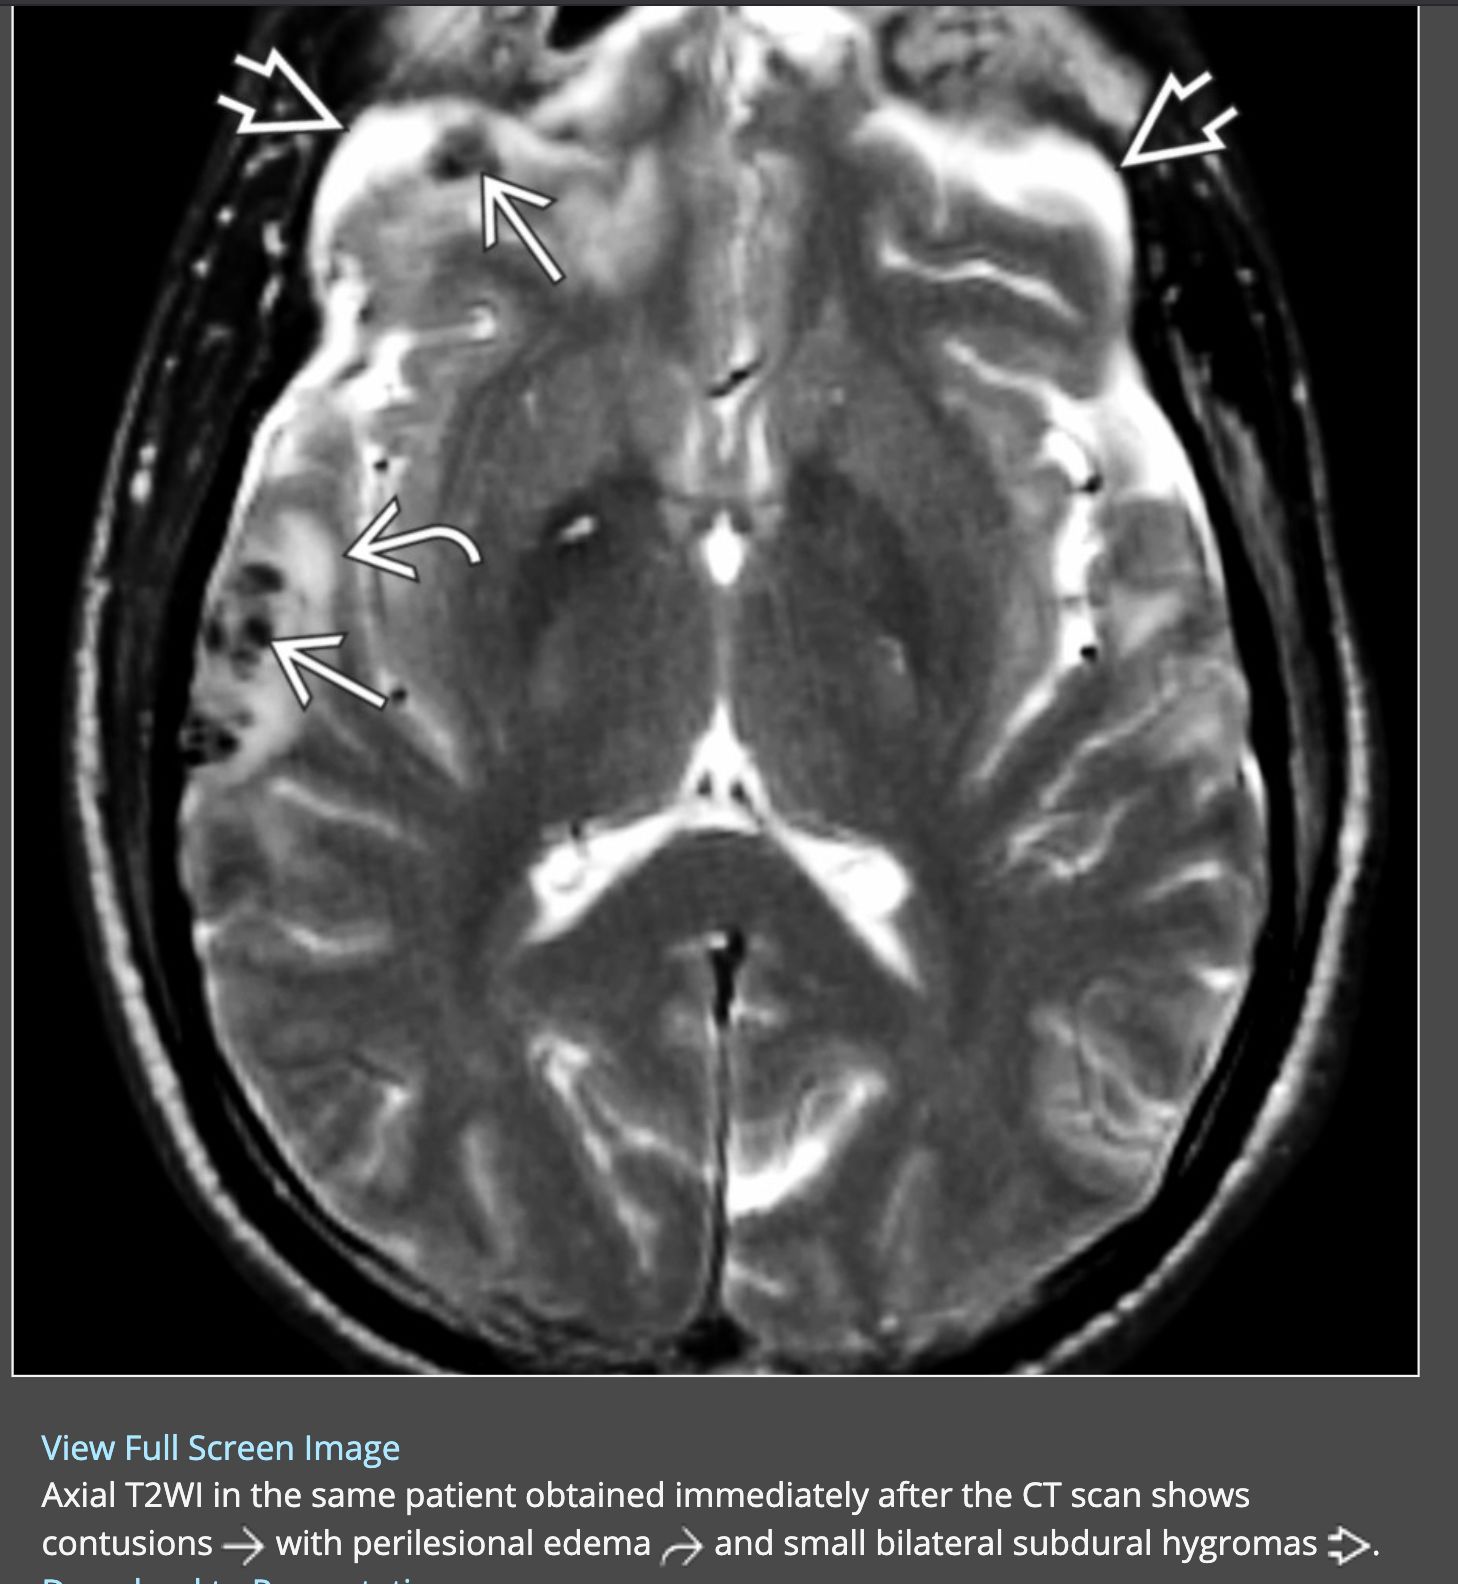 View Full Screen Image
Axial T2WI in the same patient obtained immediately after the CT scan shows
contusions → with perilesional edema and small bilateral subdural hygromas .